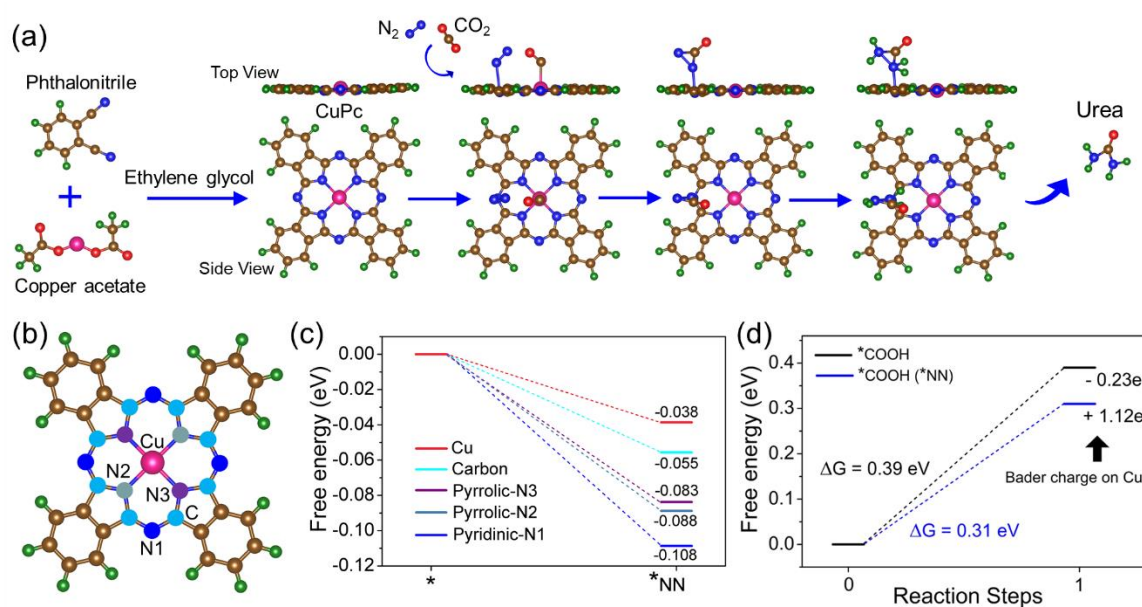 (a)
N₂
CO₂
Phthalonitrile
Top View
CuPc
Urea
+
Ethylene glycol
Side View
Copper acetate
(b)
Cu
N2
N3
C
N1
(c)
Free energy (eV)
0.00
-0.02
-0.04
-0.06
-0.08
-0.10
-0.12
-0.038
-0.055
-0.083
-0.088
-0.108
Cu
Carbon
Pyrrolic-N3
Pyrrolic-N2
Pyridinic-N1
*
*NN
(d)
Free energy (eV)
0.4
0.3
0.2
0.1
0.0
*COOH
*COOH (*NN)
- 0.23e
+ 1.12e
Bader charge on Cu
ΔG = 0.39 eV
ΔG = 0.31 eV
0
1
Reaction Steps